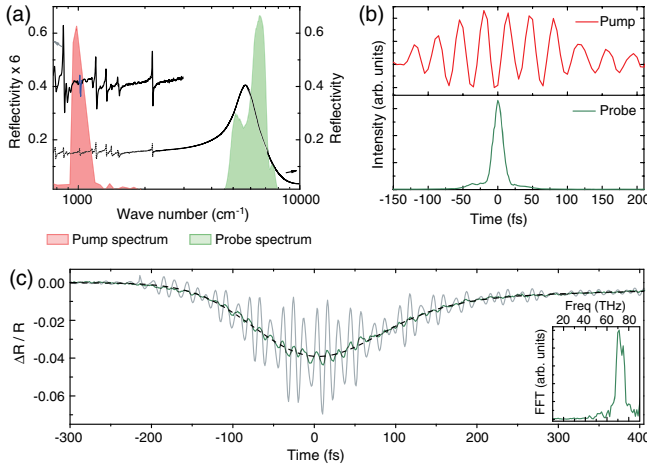 (a)
0.6
0.4
0.2
Reflectivity x 6
0.6
0.4
0.2
Reflectivity
1000
10000
Wave number (cm⁻¹)
Pump spectrum
Probe spectrum
(b)
Pump
Probe
Intensity (arb. units)
-150 -100 -50 0 50 100 150 200
Time (fs)
(c)
0.00
-0.02
-0.04
-0.06
ΔR / R
-300 -200 -100 0 100 200 300 400
Time (fs)
Freq (THz)
20 40 60 80
FFT (arb. units)